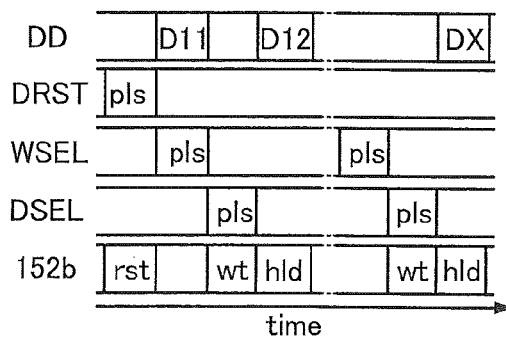 DD D11 D12 DX
DRST pls
WSEL pls pls
DSEL pls pls
152b rst wt hld wt hld
time